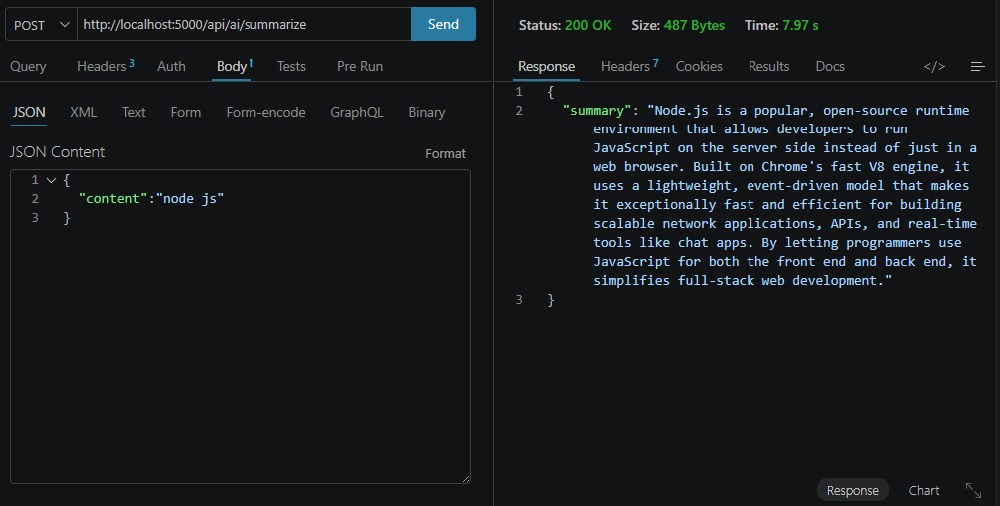 POST http://localhost:5000/api/ai/summarize Send
Query Headers 3 Auth Body 1 Tests Pre Run
JSON XML Text Form Form-encode GraphQL Binary
JSON Content Format
1 {
2 "content":"node js"
3 }
Status: 200 OK Size: 487 Bytes Time: 7.97 s
Response Headers 7 Cookies Results Docs </>
1 {
2 "summary": "Node.js is a popular, open-source runtime
environment that allows developers to run
JavaScript on the server side instead of just in a
web browser. Built on Chrome's fast V8 engine, it
uses a lightweight, event-driven model that makes
it exceptionally fast and efficient for building
scalable network applications, APIs, and real-time
tools like chat apps. By letting programmers use
JavaScript for both the front end and back end, it
simplifies full-stack web development."
3 }
Response Chart